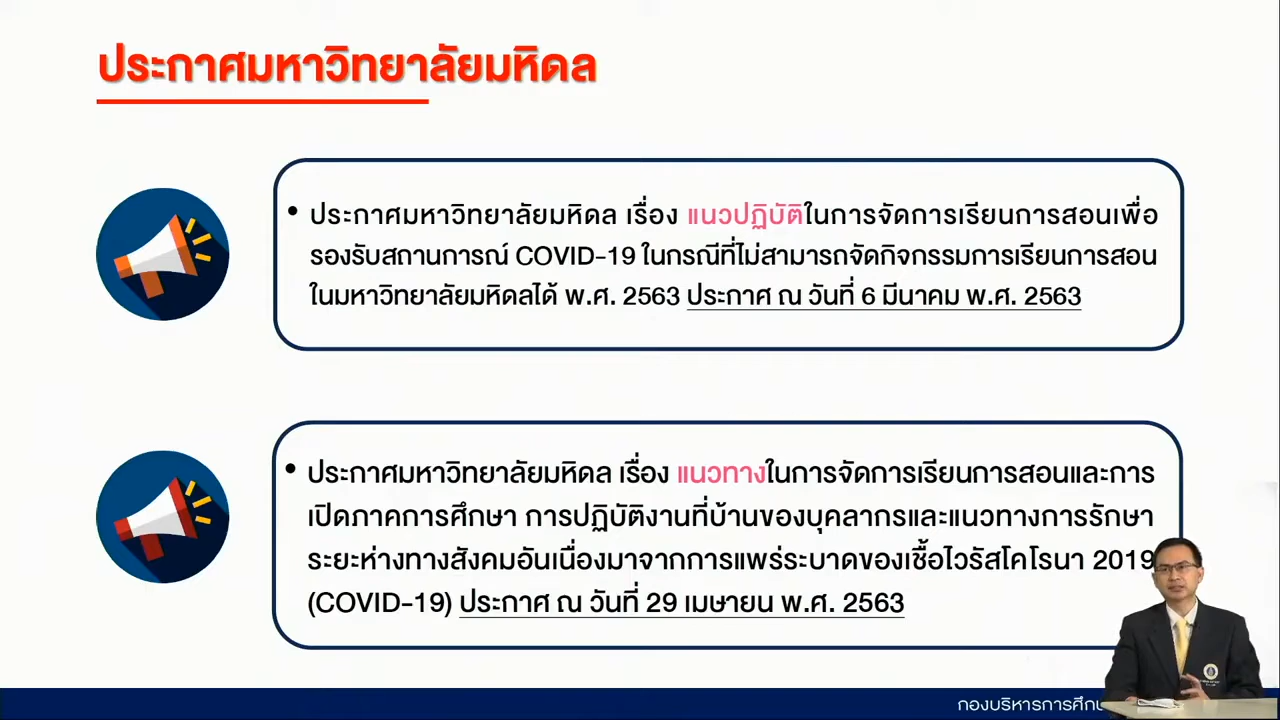 ประกาศมหาวิทยาลัยมหิดล
• ประกาศมหาวิทยาลัยมหิดล เรื่อง แนวปฏิบัติในการจัดการเรียนการสอนเพื่อ
รองรับสถานการณ์ COVID-19 ในกรณีที่ไม่สามารถจัดกิจกรรมการเรียนการสอน
ในมหาวิทยาลัยมหิดลได้ พ.ศ. 2563 ประกาศ ณ วันที่ 6 มีนาคม พ.ศ. 2563
• ประกาศมหาวิทยาลัยมหิดล เรื่อง แนวทางในการจัดการเรียนการสอนและการ
เปิดภาคการศึกษา การปฏิบัติงานที่บ้านของบุคลากรและแนวทางการรักษา
ระยะห่างทางสังคมอันเนื่องมาจากการแพร่ระบาดของเชื้อไวรัสโคโรนา 2019
(COVID-19) ประกาศ ณ วันที่ 29 เมษายน พ.ศ. 2563
กองบริหารการศึกษ